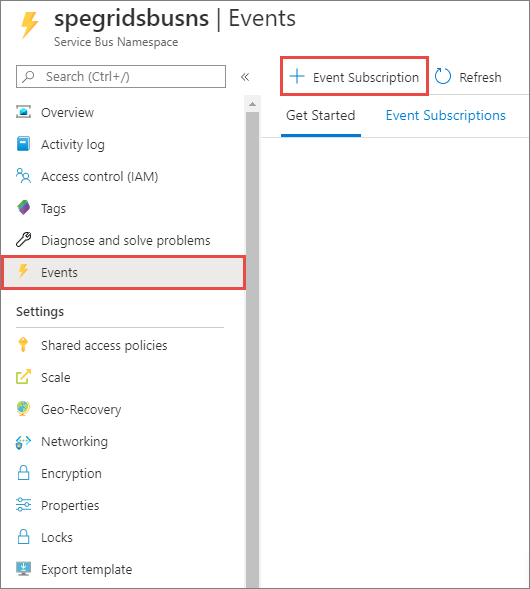 spegridsbusns | Events
Service Bus Namespace
Search (Ctrl+/)
«
Event Subscription
Refresh
Get Started
Event Subscriptions
Overview
Activity log
Access control (IAM)
Tags
Diagnose and solve problems
Events
Settings
Shared access policies
Scale
Geo-Recovery
Networking
Encryption
Properties
Locks
Export template